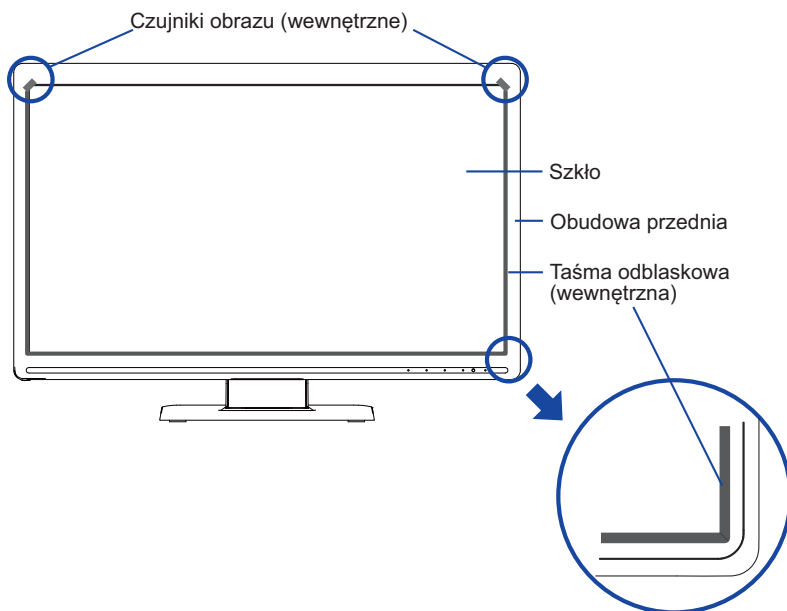 Czujniki obrazu (wewnętrzne)
Szkło
Obudowa przednia
Taśma odblaskowa
(wewnętrzna)